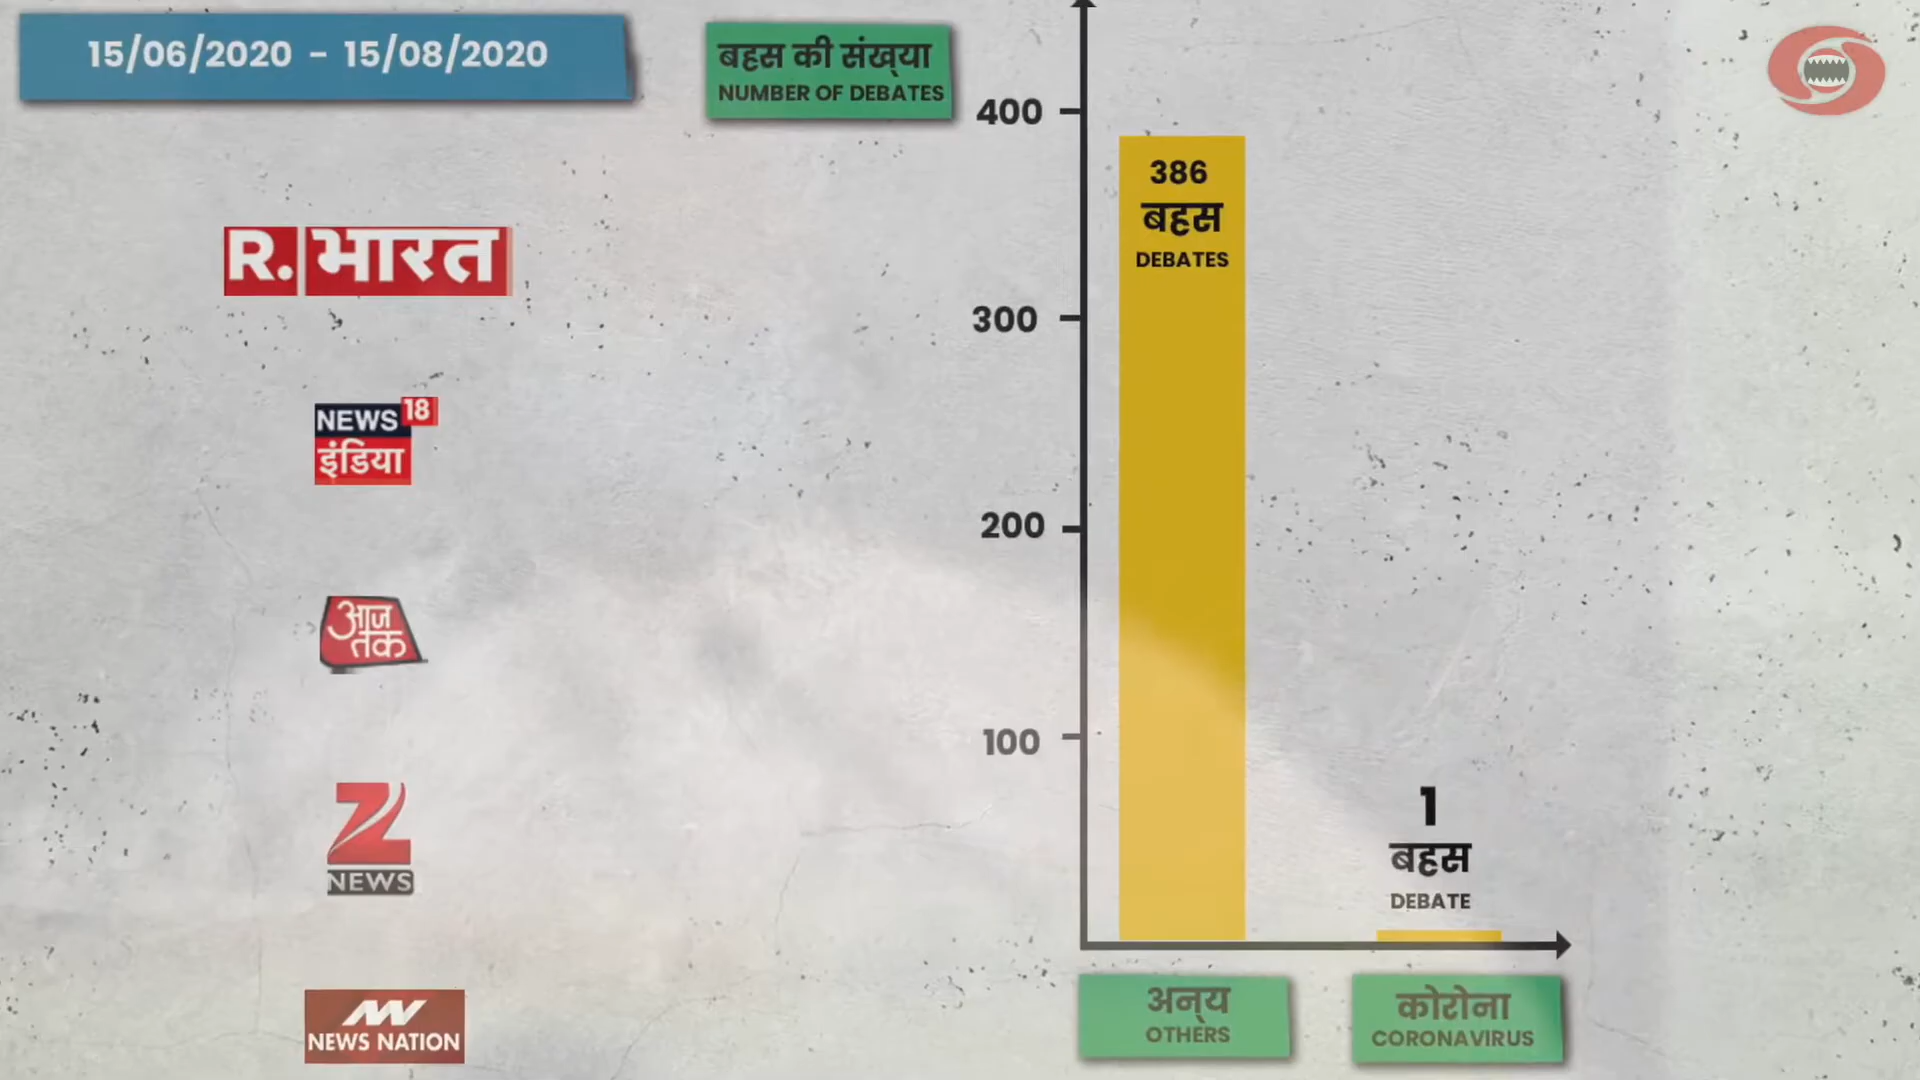 15/06/2020 - 15/08/2020
बहस की संख्या
NUMBER OF DEBATES
R. भारत
NEWS 18
इंडिया
आज
तक
Z
NEWS
NEWS NATION
400
300
200
100
386
बहस
DEBATES
1
बहस
DEBATE
अन्य
OTHERS
कोरोना
CORONAVIRUS